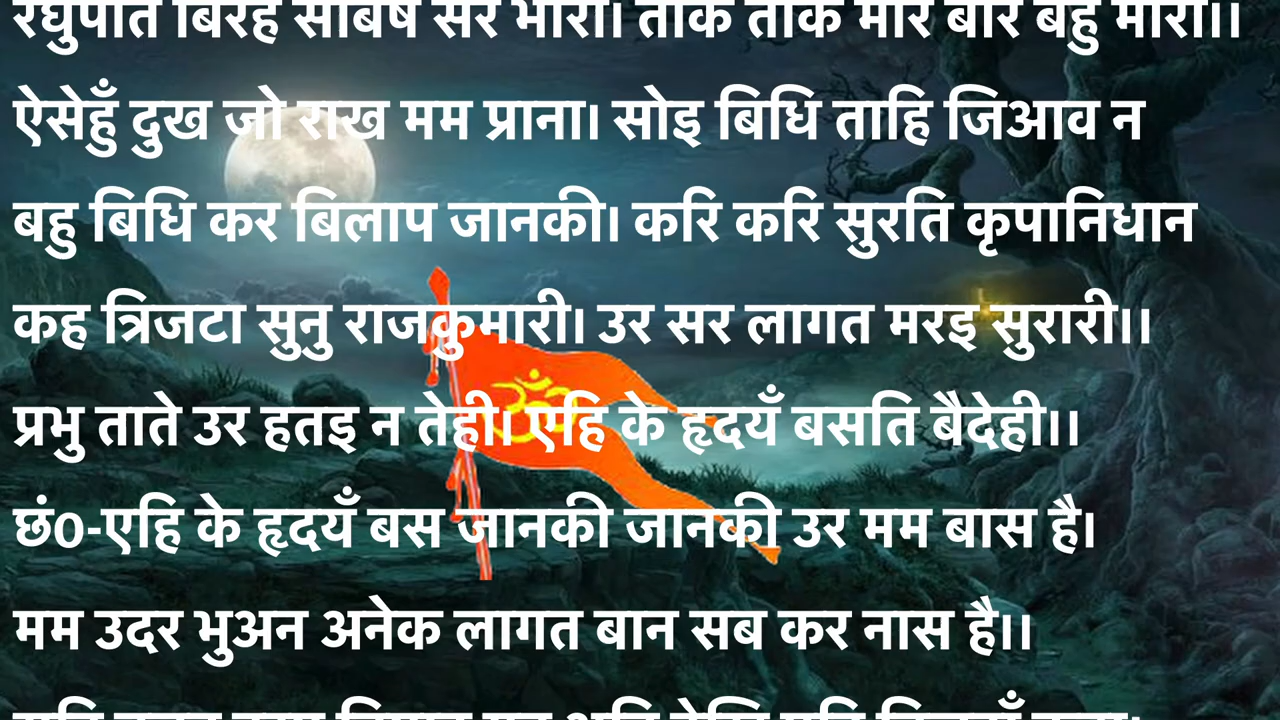 रघुपति बिरह सबिष सर भारी। तकि तकि मार बार बहु मारी।।
ऐसेहुँ दुख जो राख मम प्राना। सोइ बिधि ताहि जिआव न
बहु बिधि कर बिलाप जानकी। करि करि सुरति कृपानिधान
कह त्रिजटा सुनु राजकुमारी। उर सर लागत मरइ सुरारी।।
प्रभु ताते उर हतइ न तेही। एहि के हृदयँ बसति बैदेही।।
छं0-एहि के हृदयँ बस जानकी जानकी उर मम बास है।
मम उदर भुअन अनेक लागत बान सब कर नास है।।